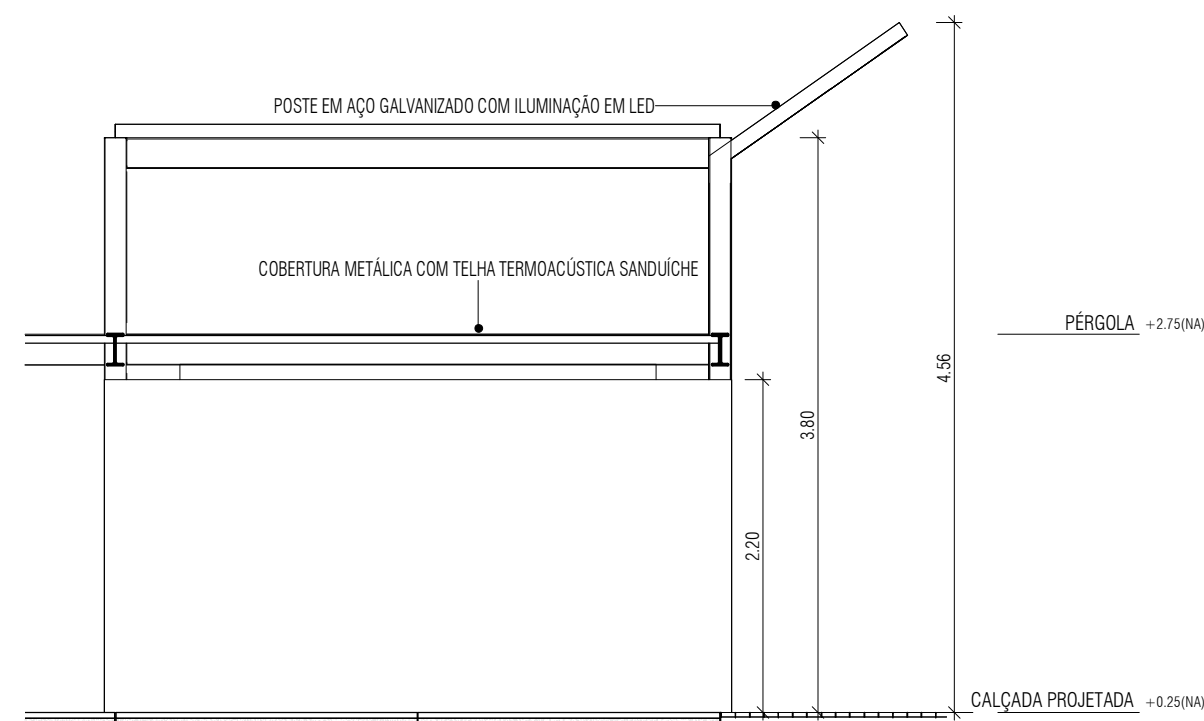 POSTE EM AÇO GALVANIZADO COM ILUMINAÇÃO EM LED
COBERTURA METÁLICA COM TELHA TERMOACÚSTICA SANDUÍCHE
PÉRGOLA +2.75(NA)
4.56
3.80
2.20
CALÇADA PROJETADA +0.25(NA)